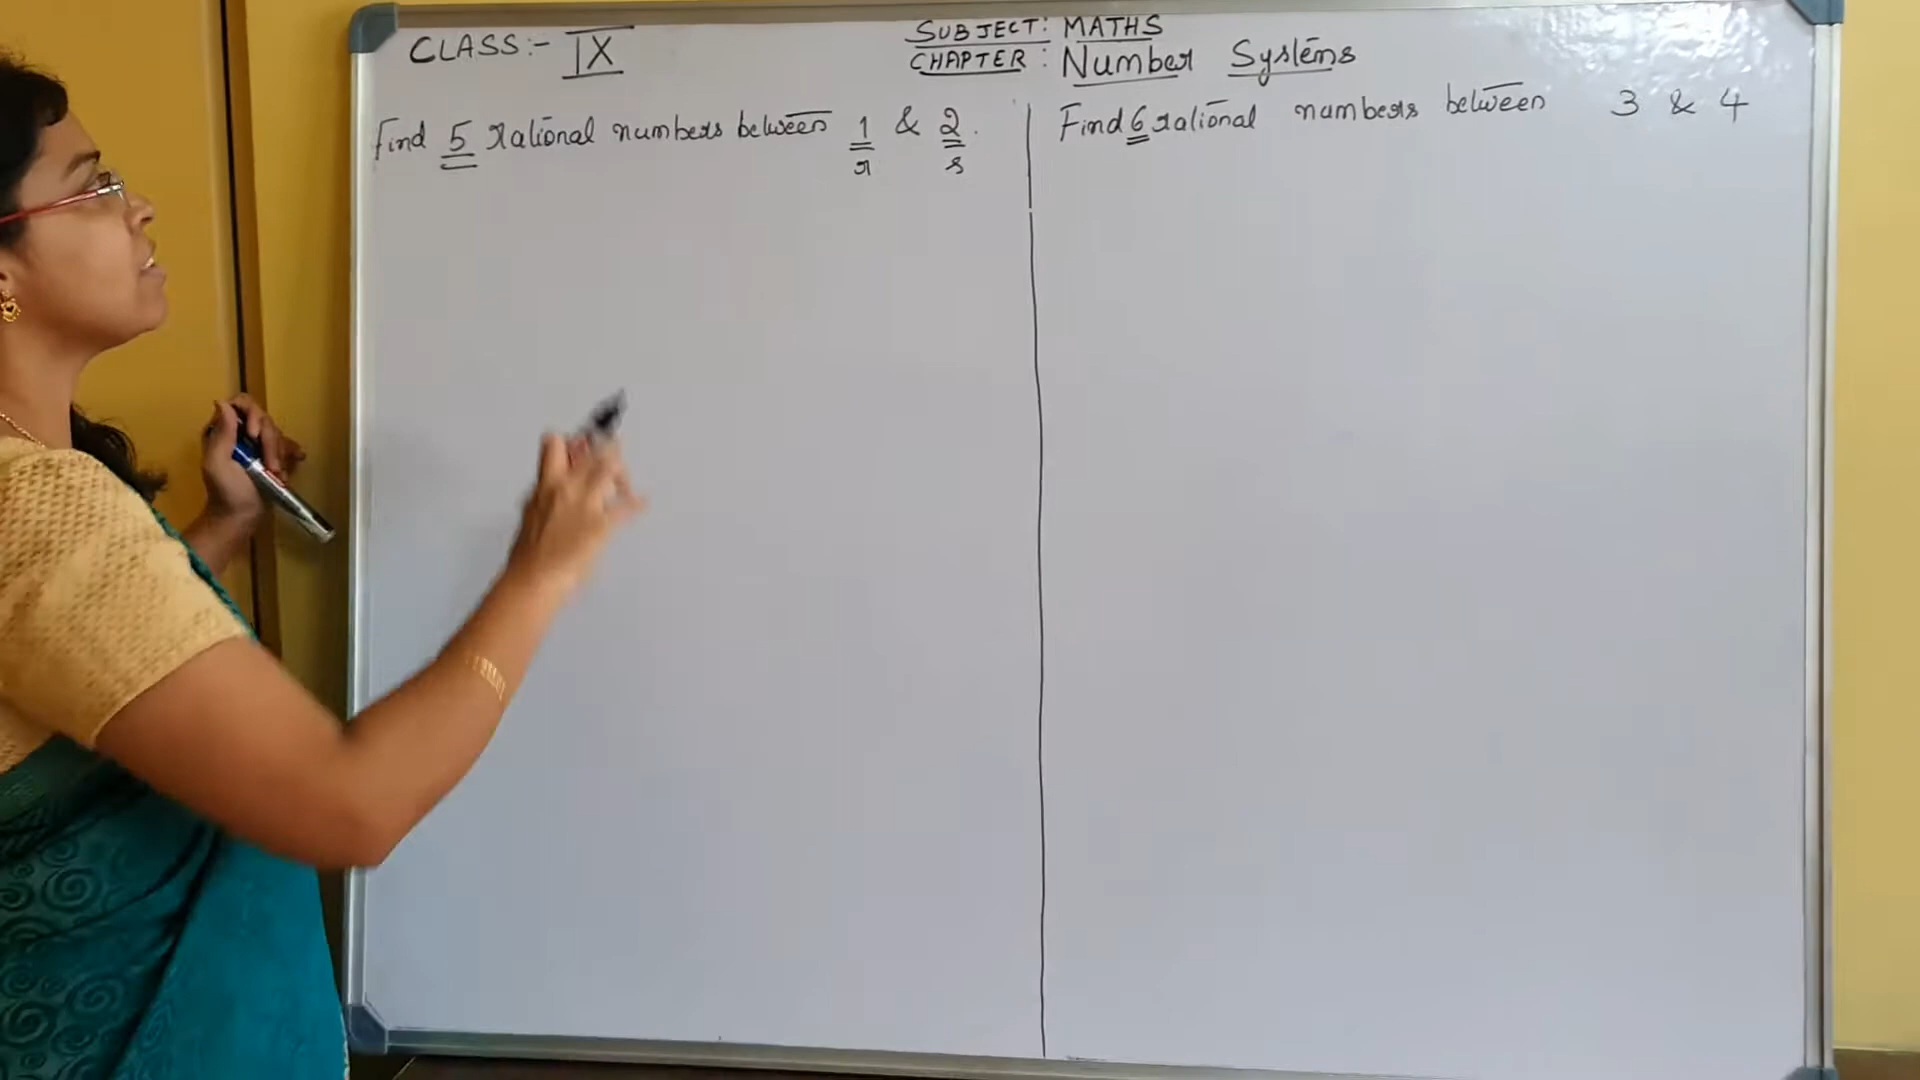 CLASS:- IX
SUBJECT: MATHS
CHAPTER: Number Systems
Find 5 rational numbers between 1 & 2.
r s
Find 6 rational numbers between 3 & 4